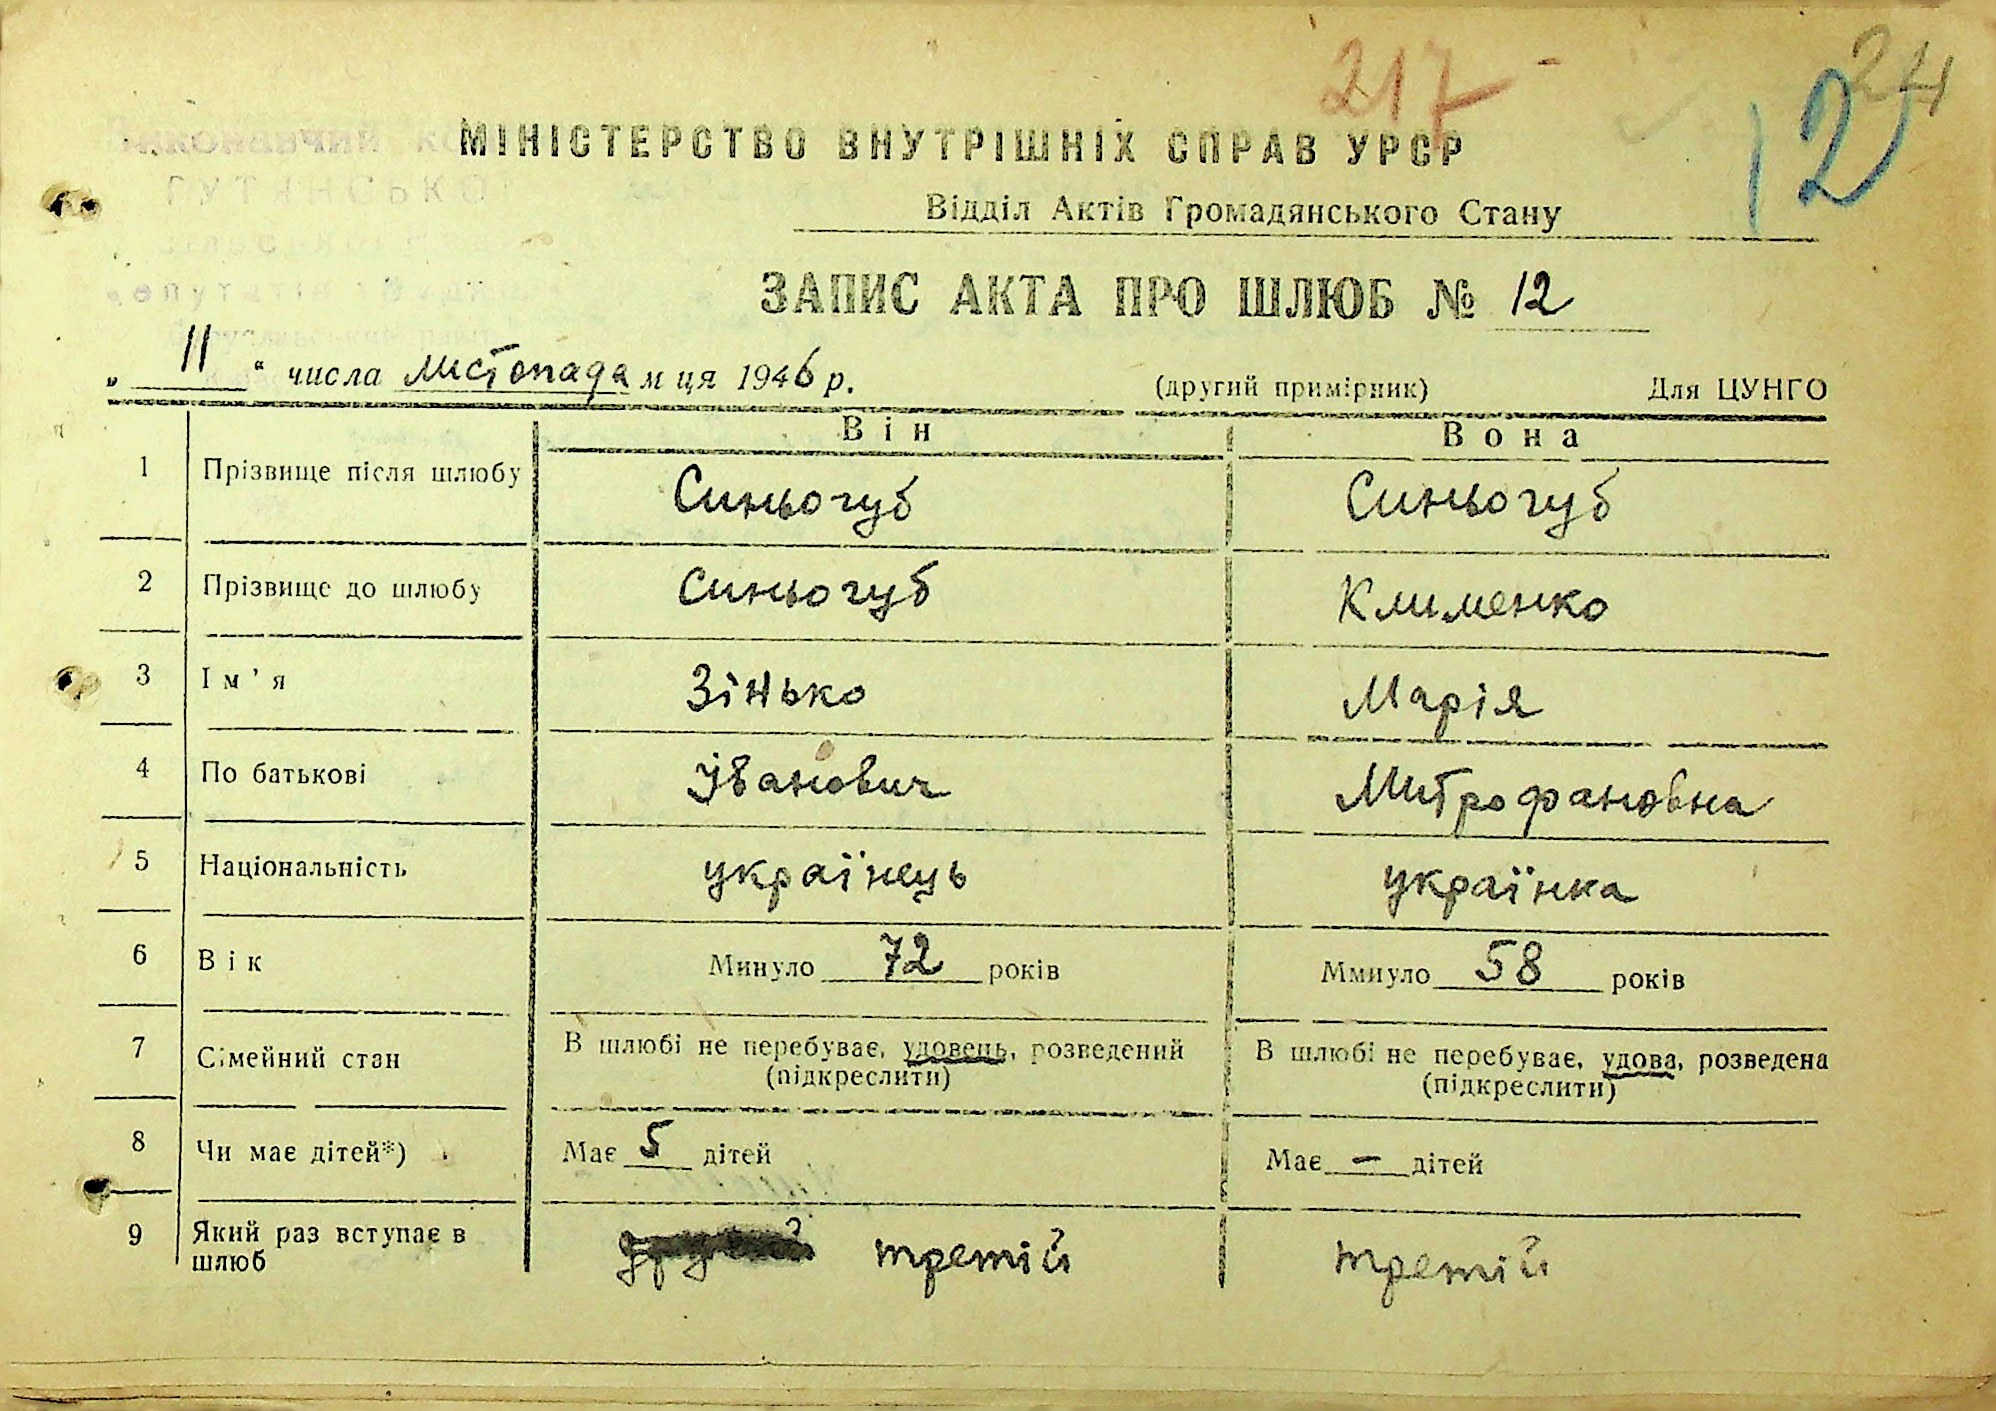 217
24
12
МІНІСТЕРСТВО ВНУТРІШНІХ СПРАВ УРСР
Відділ Актів Громадянського Стану
ЗАПИС АКТА ПРО ШЛЮБ № 12
„ 11 “ числа листопада м ця 1946 р. (другий примірник) Для ЦУНГО
Він Вона
1 Прізвище після шлюбу Синьогуб Синьогуб
2 Прізвище до шлюбу Синьогуб Клименко
3 Ім'я Зінько Марія
4 По батькові Іванович Митрофановна
5 Національність українець українка
6 Вік Минуло 72 років Ммнуло 58 років
7 Сімейний стан В шлюбі не перебуває, удовець, розведений В шлюбі не перебуває, удова, розведена
(підкреслити) (підкреслити)
8 Чи має дітей*) Має 5 дітей Має – дітей
9 Який раз вступає в шлюб третій третій